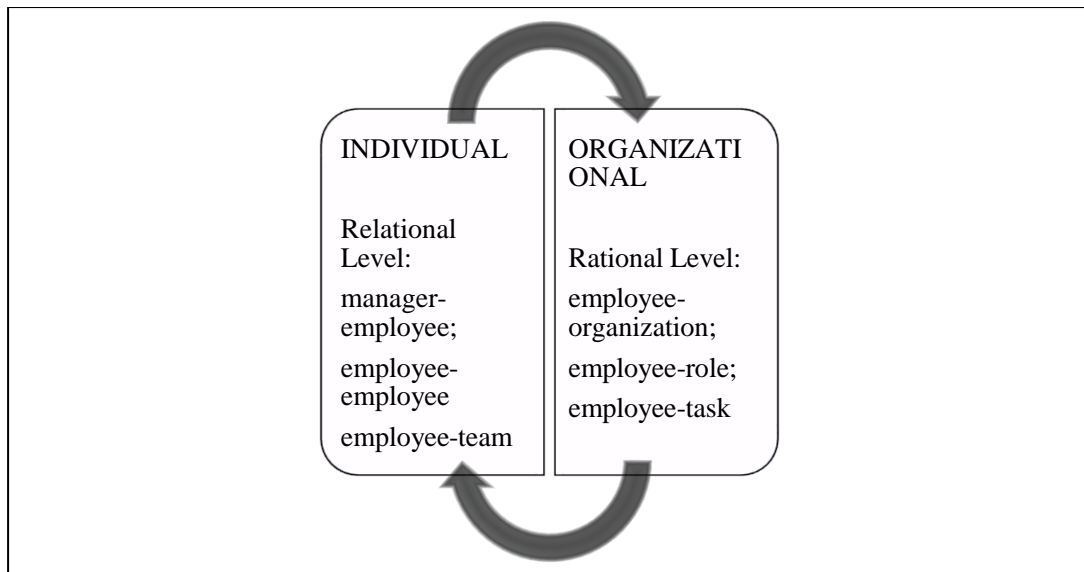 INDIVIDUAL
Relational
Level:
manager-
employee;
employee-
employee
employee-team
ORGANIZATI
ONAL
Rational Level:
employee-
organization;
employee-role;
employee-task